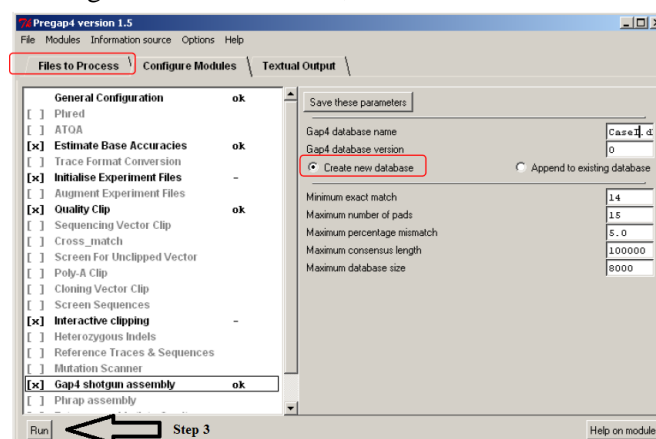 Pregap4 version 1.5
File Modules Information source Options Help
Files to Process Configure Modules Textual Output
General Configuration ok
[ ] Phred
[ ] ATQA
[x] Estimate Base Accuracies ok
[ ] Trace Format Conversion
[x] Initialise Experiment Files -
[ ] Augment Experiment Files
[x] Quality Clip ok
[ ] Sequencing Vector Clip
[ ] Cross_match
[ ] Screen For Unclipped Vector
[ ] Poly-A Clip
[ ] Cloning Vector Clip
[ ] Screen Sequences
[x] Interactive clipping -
[ ] Heterozygous Indels
[ ] Reference Traces & Sequences
[ ] Mutation Scanner
[x] Gap4 shotgun assembly ok
[ ] Phrap assembly
Save these parameters
Gap4 database name CaseI.d
Gap4 database version 0
Create new database Append to existing database
Minimum exact match 14
Maximum number of pads 15
Maximum percentage mismatch 5.0
Maximum consensus length 100000
Maximum database size 8000
Run Step 3 Help on module